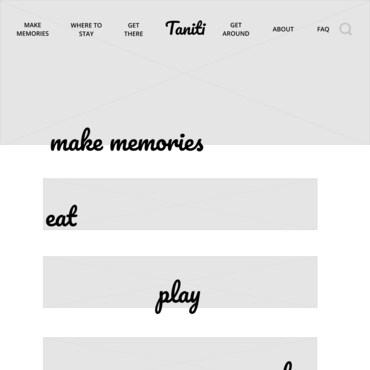 MAKE MEMORIES
WHERE TO STAY
GET THERE
Taniti
GET AROUND
ABOUT
FAQ
make memories
eat
play